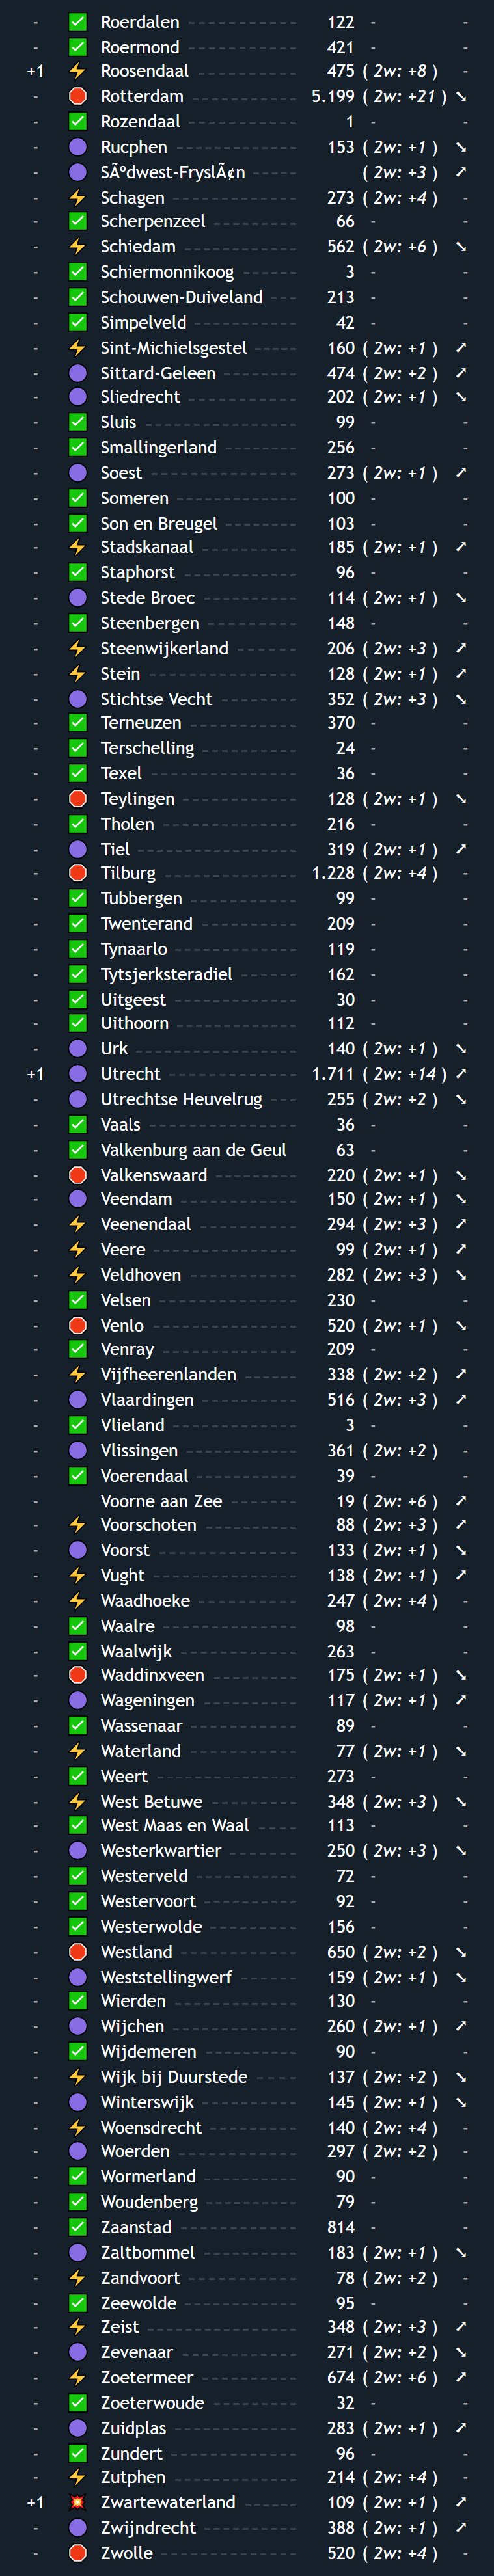 - ✅ Roerdalen 122 - -
- ✅ Roermond 421 - -
+1 ⚡ Roosendaal 475 ( 2w: +8 ) -
- 🛑 Rotterdam 5.199 ( 2w: +21 ) ➘
- ✅ Rozendaal 1 - -
- 🟣 Rucphen 153 ( 2w: +1 ) ➘
- 🟣 SÃºdwest-FryslÃ¢n ( 2w: +3 ) ➚
- ⚡ Schagen 273 ( 2w: +4 ) -
- ✅ Scherpenzeel 66 - -
- ⚡ Schiedam 562 ( 2w: +6 ) ➘
- ✅ Schiermonnikoog 3 - -
- ✅ Schouwen-Duiveland 213 - -
- ✅ Simpelveld 42 - -
- ⚡ Sint-Michielsgestel 160 ( 2w: +1 ) ➚
- 🟣 Sittard-Geleen 474 ( 2w: +2 ) ➚
- 🟣 Sliedrecht 202 ( 2w: +1 ) ➘
- ✅ Sluis 99 - -
- ✅ Smallingerland 256 - -
- 🟣 Soest 273 ( 2w: +1 ) ➚
- ✅ Someren 100 - -
- ✅ Son en Breugel 103 - -
- ⚡ Stadskanaal 185 ( 2w: +1 ) ➚
- ✅ Staphorst 96 - -
- 🟣 Stede Broec 114 ( 2w: +1 ) ➘
- ✅ Steenbergen 148 - -
- ⚡ Steenwijkerland 206 ( 2w: +3 ) ➚
- ⚡ Stein 128 ( 2w: +1 ) ➚
- 🟣 Stichtse Vecht 352 ( 2w: +3 ) ➘
- ✅ Terneuzen 370 - -
- ✅ Terschelling 24 - -
- ✅ Texel 36 - -
- 🛑 Teylingen 128 ( 2w: +1 ) ➘
- ✅ Tholen 216 - -
- 🟣 Tiel 319 ( 2w: +1 ) ➚
- 🛑 Tilburg 1.228 ( 2w: +4 ) -
- ✅ Tubbergen 99 - -
- ✅ Twenterand 209 - -
- ✅ Tynaarlo 119 - -
- ✅ Tytsjerksteradiel 162 - -
- ✅ Uitgeest 30 - -
- ✅ Uithoorn 112 - -
- 🟣 Urk 140 ( 2w: +1 ) ➘
+1 🟣 Utrecht 1.711 ( 2w: +14 ) ➚
- 🟣 Utrechtse Heuvelrug 255 ( 2w: +2 ) ➘
- ✅ Vaals 36 - -
- ✅ Valkenburg aan de Geul 63 - -
- 🛑 Valkenswaard 220 ( 2w: +1 ) ➘
- 🟣 Veendam 150 ( 2w: +1 ) ➘
- ⚡ Veenendaal 294 ( 2w: +3 ) ➚
- ⚡ Veere 99 ( 2w: +1 ) ➚
- ⚡ Veldhoven 282 ( 2w: +3 ) ➘
- ✅ Velsen 230 - -
- 🛑 Venlo 520 ( 2w: +1 ) ➘
- ✅ Venray 209 - -
- ⚡ Vijfheerenlanden 338 ( 2w: +2 ) ➚
- 🟣 Vlaardingen 516 ( 2w: +3 ) ➚
- ✅ Vlieland 3 - -
- 🟣 Vlissingen 361 ( 2w: +2 ) -
- ✅ Voerendaal 39 - -
- Voorne aan Zee 19 ( 2w: +6 ) ➚
- ⚡ Voorschoten 88 ( 2w: +3 ) ➚
- 🟣 Voorst 133 ( 2w: +1 ) ➘
- ⚡ Vught 138 ( 2w: +1 ) ➚
- ⚡ Waadhoeke 247 ( 2w: +4 ) -
- ✅ Waalre 98 - -
- ✅ Waalwijk 263 - -
- 🛑 Waddinxveen 175 ( 2w: +1 ) ➘
- 🟣 Wageningen 117 ( 2w: +1 ) ➚
- ✅ Wassenaar 89 - -
- ⚡ Waterland 77 ( 2w: +1 ) ➘
- ✅ Weert 273 - -
- ⚡ West Betuwe 348 ( 2w: +3 ) ➘
- ✅ West Maas en Waal 113 - -
- 🟣 Westerkwartier 250 ( 2w: +3 ) ➘
- ✅ Westerveld 72 - -
- ✅ Westervoort 92 - -
- ✅ Westerwolde 156 - -
- 🛑 Westland 650 ( 2w: +2 ) ➘
- 🟣 Weststellingwerf 159 ( 2w: +1 ) ➘
- ✅ Wierden 130 - -
- 🟣 Wijchen 260 ( 2w: +1 ) ➚
- ✅ Wijdemeren 90 - -
- ⚡ Wijk bij Duurstede 137 ( 2w: +2 ) ➘
- 🟣 Winterswijk 145 ( 2w: +1 ) ➘
- ⚡ Woensdrecht 140 ( 2w: +4 ) -
- 🟣 Woerden 297 ( 2w: +2 ) -
- ✅ Wormerland 90 - -
- ✅ Woudenberg 79 - -
- ✅ Zaanstad 814 - -
- 🟣 Zaltbommel 183 ( 2w: +1 ) ➘
- ⚡ Zandvoort 78 ( 2w: +2 ) -
- ✅ Zeewolde 95 - -
- ⚡ Zeist 348 ( 2w: +3 ) ➚
- 🟣 Zevenaar 271 ( 2w: +2 ) ➘
- ⚡ Zoetermeer 674 ( 2w: +6 ) ➚
- ✅ Zoeterwoude 32 - -
- 🟣 Zuidplas 283 ( 2w: +1 ) ➚
- ✅ Zundert 96 - -
- ⚡ Zutphen 214 ( 2w: +4 ) -
+1 💥 Zwartewaterland 109 ( 2w: +1 ) ➚
- 🟣 Zwijndrecht 388 ( 2w: +1 ) ➚
- 🛑 Zwolle 520 ( 2w: +4 ) -